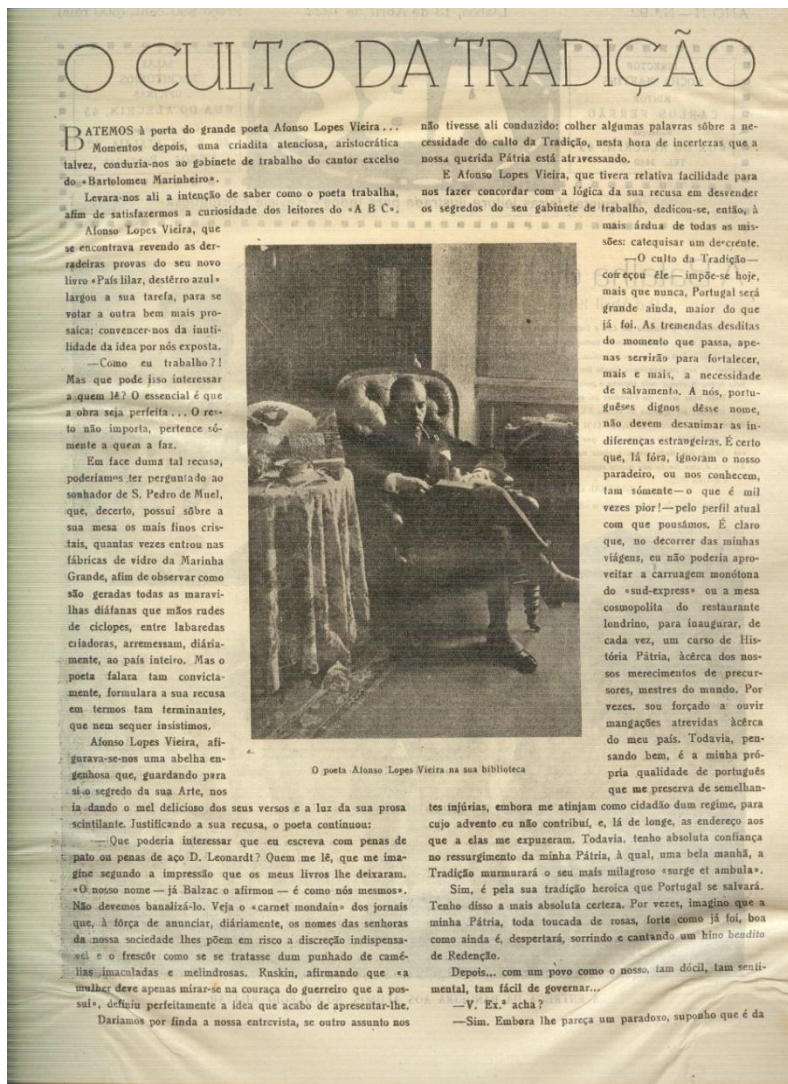 O CULTO DA TRADIÇÃO
BATEMOS à porta do grande poeta Afonso Lopes Vieira...
Momentos depois, uma criadita atenciosa, aristocrática
talvez, conduzia-nos ao gabinete de trabalho do cantor excelso
do «Bartolomeu Marinheiro».
Levara-nos ali a intenção de saber como o poeta trabalha,
afim de satisfazermos a curiosidade dos leitores do «A B C».
Afonso Lopes Vieira, que
se encontrava revendo as der-
radeiras provas do seu novo
livro «País lilaz, destêrro azul»
largou a sua tarefa, para se
votar a outra bem mais pro-
saica: convencer-nos da inuti-
lidade da idea por nós exposta.
—Como eu trabalho?!
Mas que pode isso interessar
a quem lê? O essencial é que
a obra seja perfeita... O res-
to não importa, pertence só-
mente a quem a faz.
Em face duma tal recusa,
poderiamos ter perguntado ao
sonhador de S. Pedro de Muel,
que, decerto, possui sôbre a
sua mesa os mais finos cris-
tais, quantas vezes entrou nas
fábricas de vidro da Marinha
Grande, afim de observar como
são geradas todas as maravi-
lhas diáfanas que mãos rudes
de ciclopes, entre labaredas
criadoras, arremessam, diária-
mente, ao país inteiro. Mas o
poeta falara tam convicta-
mente, formulara a sua recusa
em termos tam terminantes,
que nem sequer insistimos.
Afonso Lopes Vieira, afi-
gurava-se-nos uma abelha en-
genhosa que, guardando para
si o segredo da sua Arte, nos
ia dando o mel delicioso dos seus versos e a luz da sua prosa
scintilante. Justificando a sua recusa, o poeta continuou:
—Que poderia interessar que eu escreva com penas de
pato ou penas de aço D. Leonardt? Quem me lê, que me ima-
gine segundo a impressão que os meus livros lhe deixaram.
«O nosso nome — já Balzac o afirmou — é como nós mesmos».
Não devemos banalizá-lo. Veja o «carnet mondain» dos jornais
que, à fôrça de anunciar, diáriamente, os nomes das senhoras
da nossa sociedade lhes põem em risco a discreção indispensa-
vel e o frescôr como se se tratasse dum punhado de camé-
lias imaculadas e melindrosas. Ruskin, afirmando que «a
mulher deve apenas mirar-se na couraça do guerreiro que a pos-
sui», definiu perfeitamente a idea que acabo de apresentar-lhe.
Dariamos por finda a nossa entrevista, se outro assunto nos
O poeta Afonso Lopes Vieira na sua biblioteca
não tivesse ali conduzido: colher algumas palavras sôbre a ne-
cessidade do culto da Tradição, nesta hora de incertezas que a
nossa querida Pátria está atravessando.
E Afonso Lopes Vieira, que tivera relativa facilidade para
nos fazer concordar com a lógica da sua recusa em desvendar
os segredos do seu gabinete de trabalho, dedicou-se, então, à
mais árdua de todas as mis-
sões: catequisar um descrente.
—O culto da Tradição—
começou êle—impõe-se hoje,
mais que nunca, Portugal será
grande ainda, maior do que
já foi. As tremendas desditas
do momento que passa, ape-
nas servirão para fortalecer,
mais e mais, a necessidade
de salvamento. A nós, portu-
guêses dignos dêsse nome,
não devem desanimar as in-
diferenças estrangeiras. É certo
que, lá fóra, ignoram o nosso
paradeiro, ou nos conhecem,
tam sómente—o que é mil
vezes pior!—pelo perfil atual
com que pousâmos. É claro
que, no decorrer das minhas
viágens, eu não poderia apro-
veitar a carruagem monótona
do «sud-express» ou a mesa
cosmopolita do restaurante
londrino, para inaugurar, de
cada vez, um curso de His-
tória Pátria, àcêrca dos nos-
sos merecimentos de precur-
sores, mestres do mundo. Por
vezes, sou forçado a ouvir
mangações atrevidas àcêrca
do meu país. Todavia, pen-
sando bem, é a minha pró-
pria qualidade de português
que me preserva de semelhan-
tes injúrias, embora me atinjam como cidadão dum regime, para
cujo advento eu não contribuí, e, lá de longe, as endereço aos
que a elas me expuzeram. Todavia, tenho absoluta confiança
no ressurgimento da minha Pátria, à qual, uma bela manhã, a
Tradição murmurará o seu mais milagroso «surge et ambula».
Sim, é pela sua tradição heroica que Portugal se salvará.
Tenho disso a mais absoluta certeza. Por vezes, imagino que a
minha Pátria, toda toucada de rosas, forte como já foi, boa
como ainda é, despertará, sorrindo e cantando um hino bendito
de Redenção.
Depois... com um povo como o nosso, tam dócil, tam senti-
mental, tam fácil de governar...
—V. Ex.ª acha?
—Sim. Embora lhe pareça um paradoxo, suponho que é da